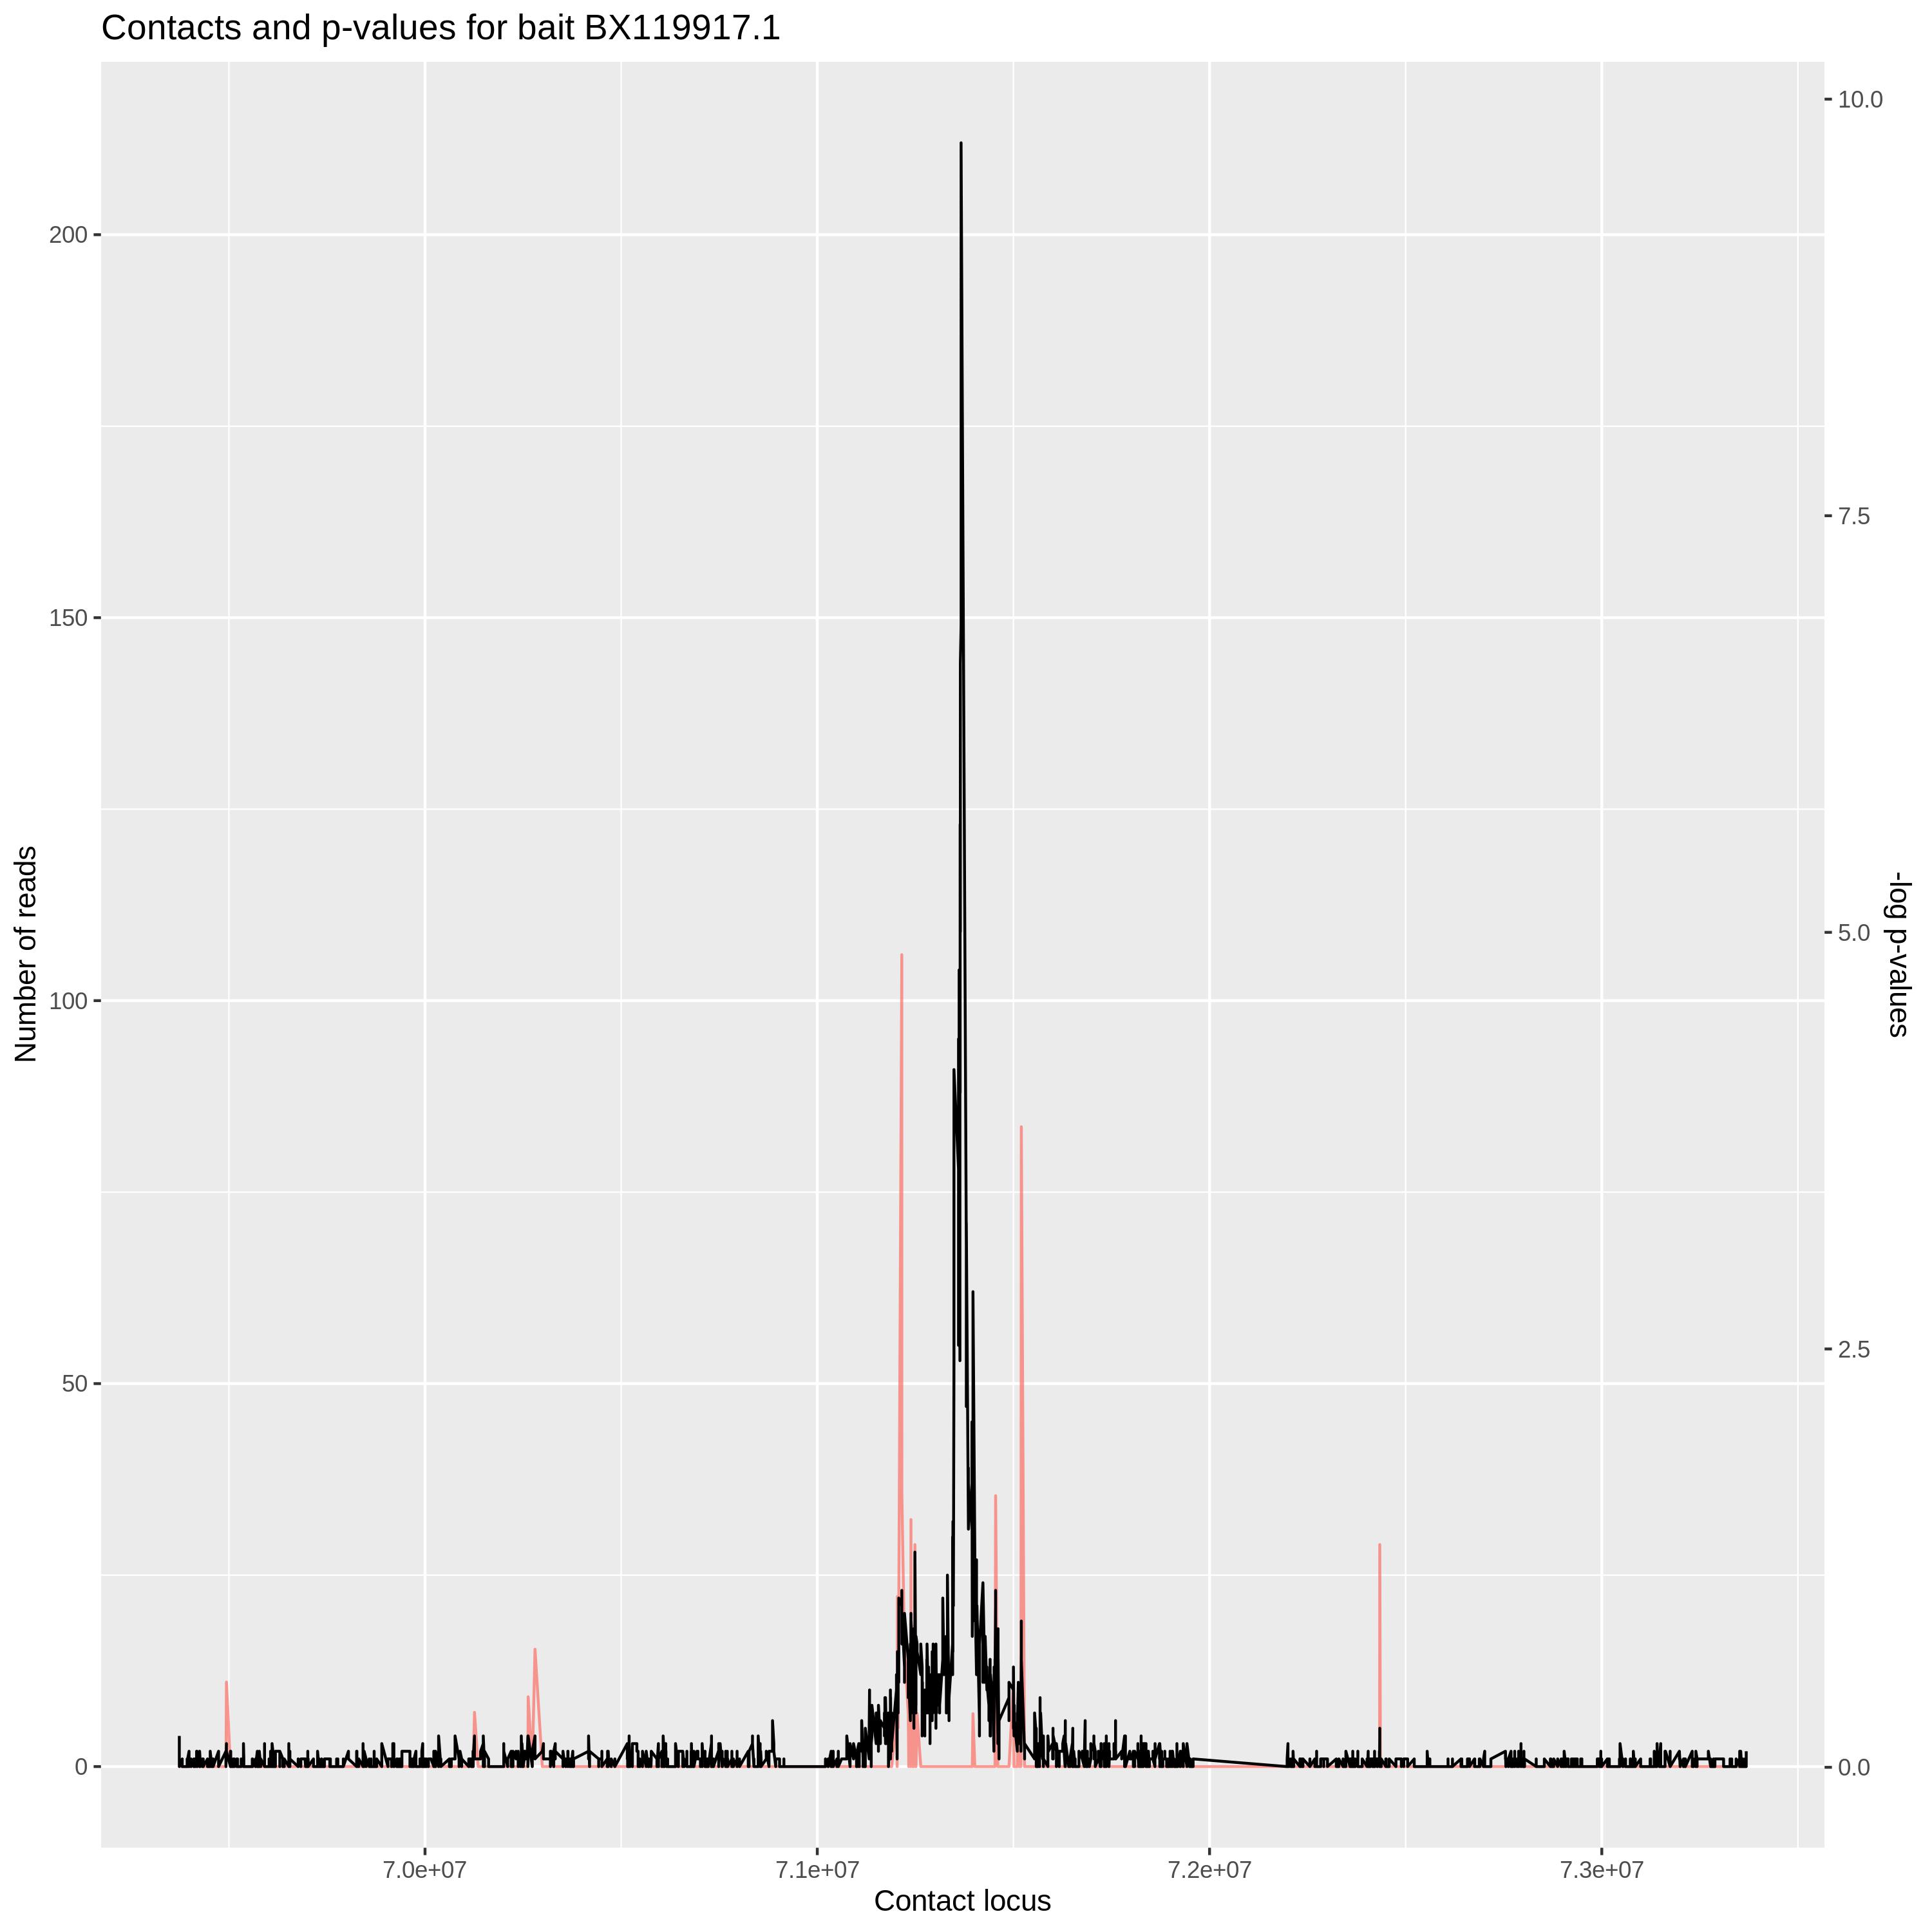 Contacts and p-values for bait BX119917.1
10.0
200
7.5
150
Number of reads
-log p-values
5.0
100
2.5
50
0
0.0
7.0e+07 7.1e+07 7.2e+07 7.3e+07
Contact locus